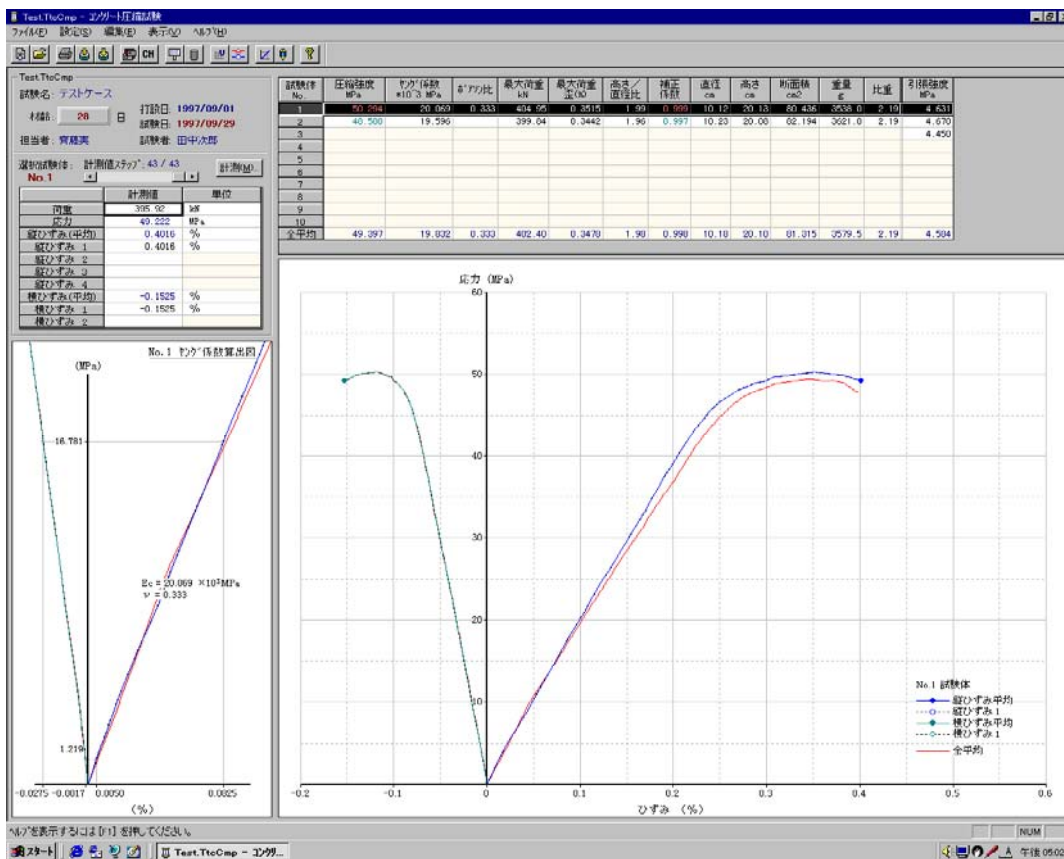 Test.TtoCmp - コンクリート圧縮試験
ファイル(F) 設定(S) 編集(E) 表示(V) ヘルプ(H)
CH
Test.TtoCmp
試験名: テストケース
材齢: 28 日
打設日: 1997/09/01
試験日: 1997/09/29
担当者: 齊藤実 試験者: 田中次郎
選択試験体: 計測値ステップ: 43 / 43
No.1 計測(M)..
計測値 単位
荷重 395.92 kN
応力 49.222 MPa
縦ひずみ(平均) 0.4016 %
縦ひずみ 1 0.4016 %
縦ひずみ 2
縦ひずみ 3
縦ひずみ 4
横ひずみ(平均) -0.1525 %
横ひずみ 1 -0.1525 %
横ひずみ 2
試験体 No. 圧縮強度 MPa ヤング係数 *10^3 MPa ポアソン比 最大荷重 kN 最大荷重 歪(%) 高さ/直径比 補正係数 直径 cm 高さ cm 断面積 cm2 重量 g 比重 引張強度 MPa
1 50.294 20.069 0.333 404.95 0.3515 1.99 0.999 10.12 20.13 80.436 3538.0 2.19 4.631
2 48.500 19.596 399.84 0.3442 1.96 0.997 10.23 20.08 82.194 3621.0 2.19 4.670
3 4.450
4
5
6
7
8
9
10
全平均 49.397 19.832 0.333 402.40 0.3478 1.98 0.998 10.18 20.10 81.315 3579.5 2.19 4.584
No.1 ヤング係数算出図
(MPa)
16.781
Ec = 20.069 ×10³MPa
ν = 0.333
1.219
-0.0275 -0.0017 0.0050 0.0325
(%)
応力 (MPa)
60
50
40
30
20
10
-0.2 -0.1 0 0.1 0.2 0.3 0.4 0.5 0.6
ひずみ (%)
No.1 試験体
縦ひずみ平均
縦ひずみ 1
横ひずみ平均
横ひずみ 1
全平均
ヘルプを表示するには [F1] を押してください。
NUM
スタート Test.TtoCmp - コンクリ... A 午後 05:02